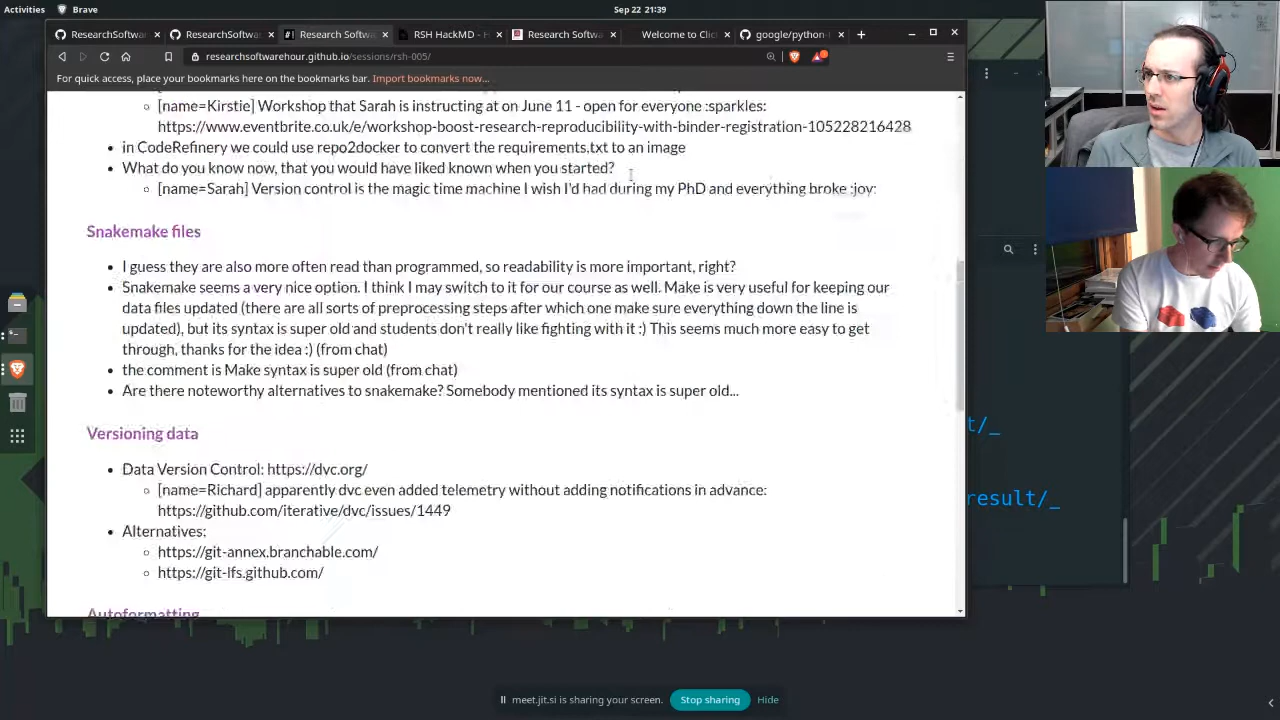 Activities
Brave
Sep 22 21:39
ResearchSoftwar
ResearchSoftwar
Research Softwa
RSH HackMD - H
Research Softwa
Welcome to Clic
google/python-
researchsoftwarehour.github.io/sessions/rsh-005/
For quick access, place your bookmarks here on the bookmarks bar. Import bookmarks now...
[name=Kirstie] Workshop that Sarah is instructing at on June 11 - open for everyone :sparkles:
https://www.eventbrite.co.uk/e/workshop-boost-research-reproducibility-with-binder-registration-105228216428
in CodeRefinery we could use repo2docker to convert the requirements.txt to an image
What do you know now, that you would have liked known when you started?
[name=Sarah] Version control is the magic time machine I wish I'd had during my PhD and everything broke :joy:
Snakemake files
I guess they are also more often read than programmed, so readability is more important, right?
Snakemake seems a very nice option. I think I may switch to it for our course as well. Make is very useful for keeping our
data files updated (there are all sorts of preprocessing steps after which one make sure everything down the line is
updated), but its syntax is super old and students don't really like fighting with it :) This seems much more easy to get
through, thanks for the idea :) (from chat)
the comment is Make syntax is super old (from chat)
Are there noteworthy alternatives to snakemake? Somebody mentioned its syntax is super old...
Versioning data
Data Version Control: https://dvc.org/
[name=Richard] apparently dvc even added telemetry without adding notifications in advance:
https://github.com/iterative/dvc/issues/1449
Alternatives:
https://git-annex.branchable.com/
https://git-lfs.github.com/
Autoformatting
t/_
result/_
meet.jit.si is sharing your screen.
Stop sharing
Hide